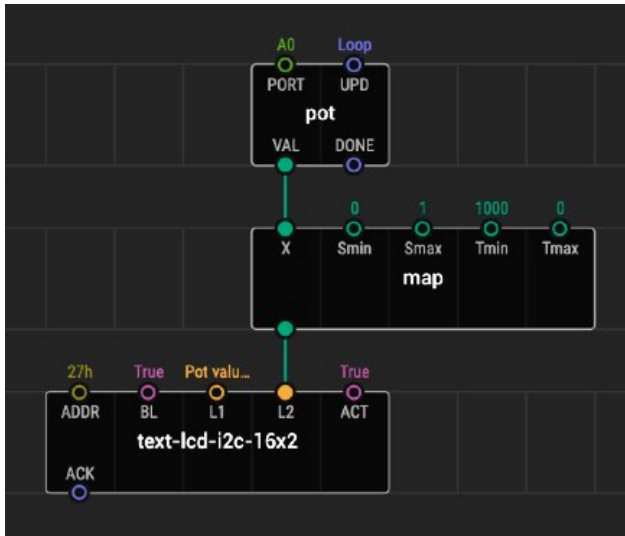 A0 Loop
PORT UPD
pot
VAL DONE
0 1 1000 0
X Smin Smax Tmin Tmax
map
27h True Pot valu... True
ADDR BL L1 L2 ACT
text-lcd-i2c-16x2
ACK